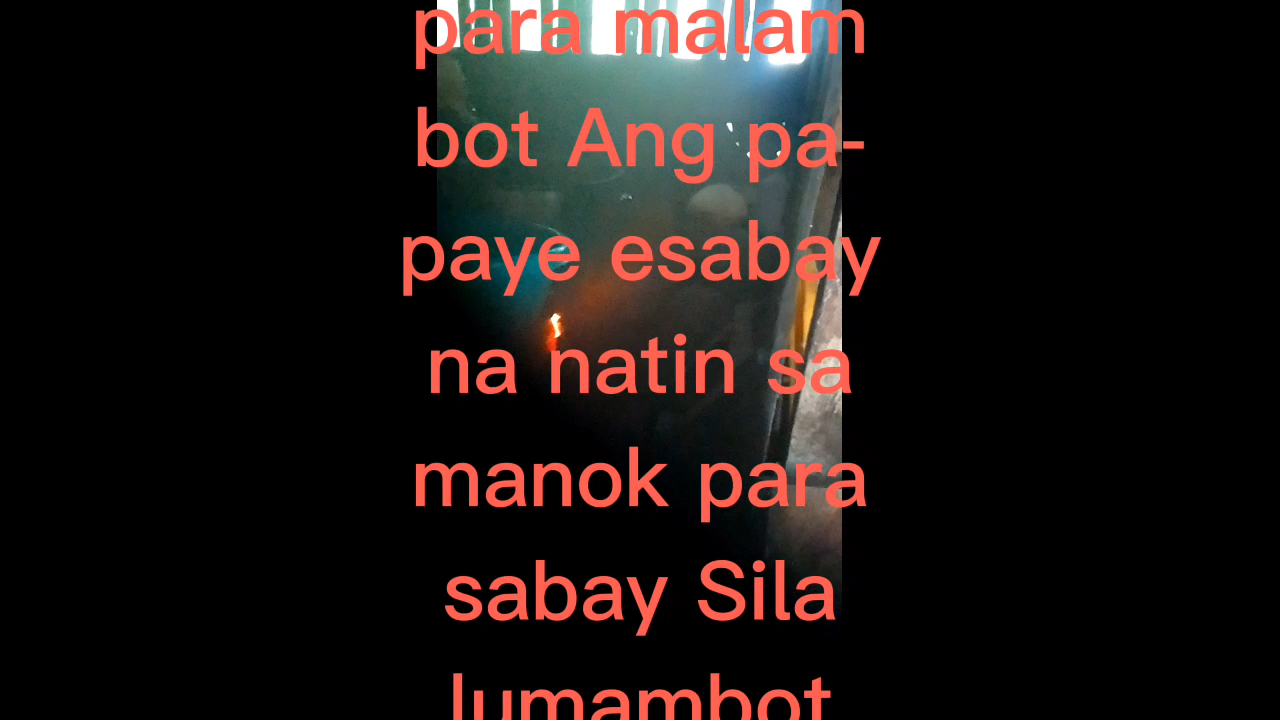 para malam
bot Ang pa-
paye esabay
na natin sa
manok para
sabay Sila
lumambot